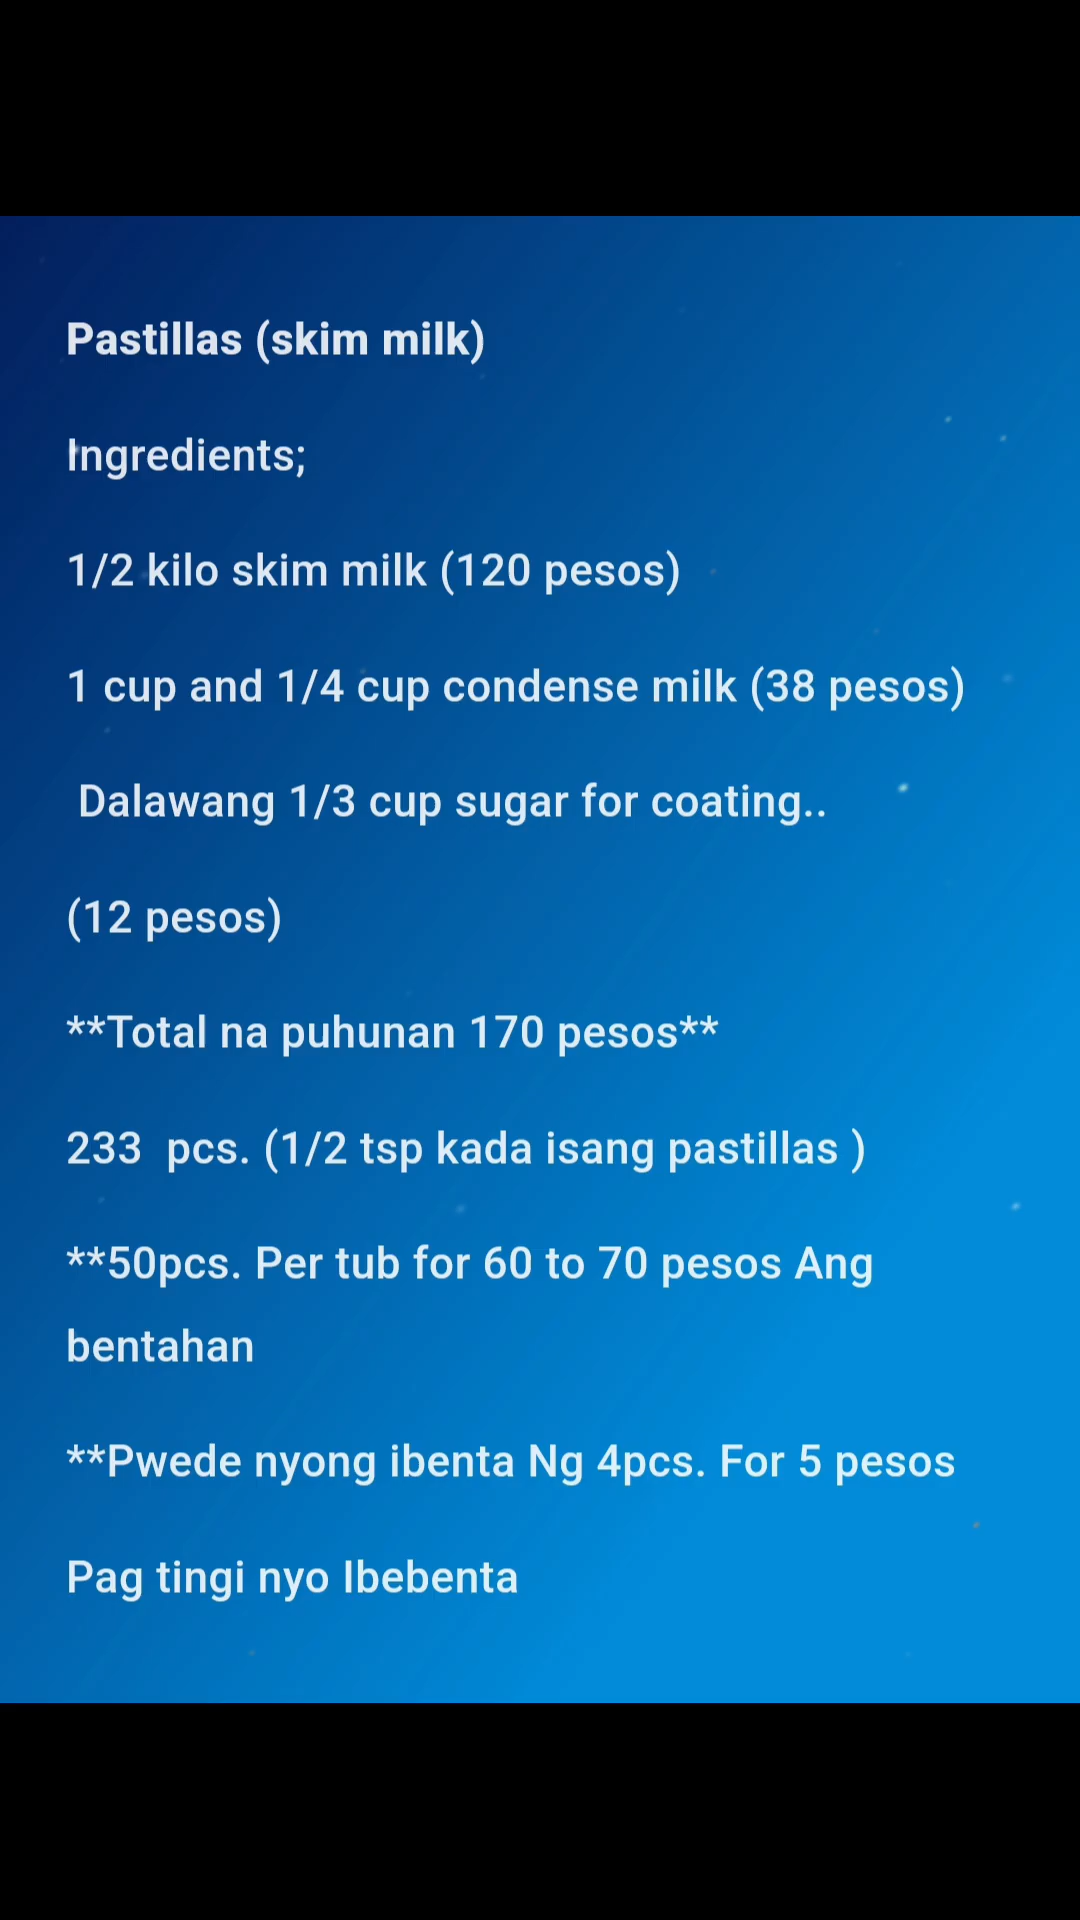 Pastillas (skim milk)
Ingredients;
1/2 kilo skim milk (120 pesos)
1 cup and 1/4 cup condense milk (38 pesos)
Dalawang 1/3 cup sugar for coating..
(12 pesos)
**Total na puhunan 170 pesos**
233 pcs. (1/2 tsp kada isang pastillas )
**50pcs. Per tub for 60 to 70 pesos Ang
bentahan
**Pwede nyong ibenta Ng 4pcs. For 5 pesos
Pag tingi nyo Ibebenta